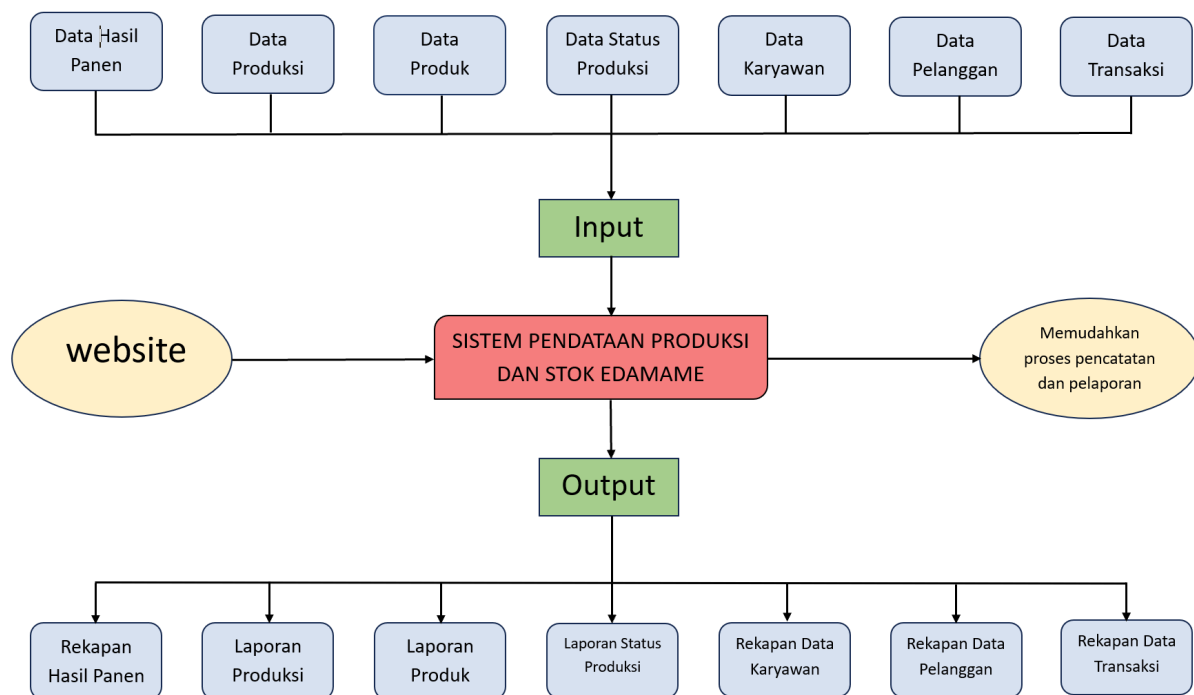 Data Hasil
Panen
Data
Produksi
Data
Produk
Data Status
Produksi
Data
Karyawan
Data
Pelanggan
Data
Transaksi
Input
website
SISTEM PENDATAAN PRODUKSI
DAN STOK EDAMAME
Memudahkan
proses pencatatan
dan pelaporan
Output
Rekapan
Hasil Panen
Laporan
Produksi
Laporan
Produk
Laporan Status
Produksi
Rekapan Data
Karyawan
Rekapan Data
Pelanggan
Rekapan Data
Transaksi